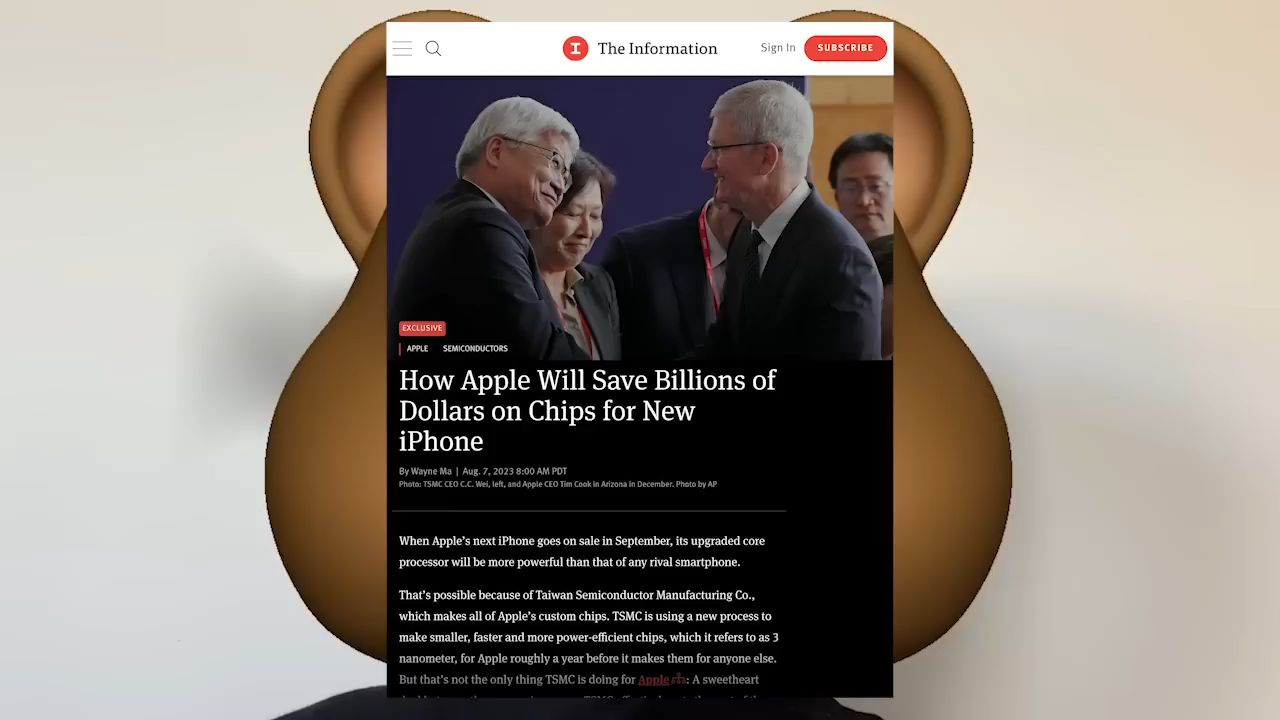 The Information
Sign In
SUBSCRIBE
EXCLUSIVE
APPLE SEMICONDUCTORS
How Apple Will Save Billions of
Dollars on Chips for New
iPhone
By Wayne Ma | Aug. 7, 2023 8:00 AM PDT
Photo: TSMC CEO C.C. Wei, left, and Apple CEO Tim Cook in Arizona in December. Photo by AP
When Apple's next iPhone goes on sale in September, its upgraded core
processor will be more powerful than that of any rival smartphone.
That's possible because of Taiwan Semiconductor Manufacturing Co.,
which makes all of Apple's custom chips. TSMC is using a new process to
make smaller, faster and more power-efficient chips, which it refers to as 3
nanometer, for Apple roughly a year before it makes them for anyone else.
But that's not the only thing TSMC is doing for Apple: A sweetheart